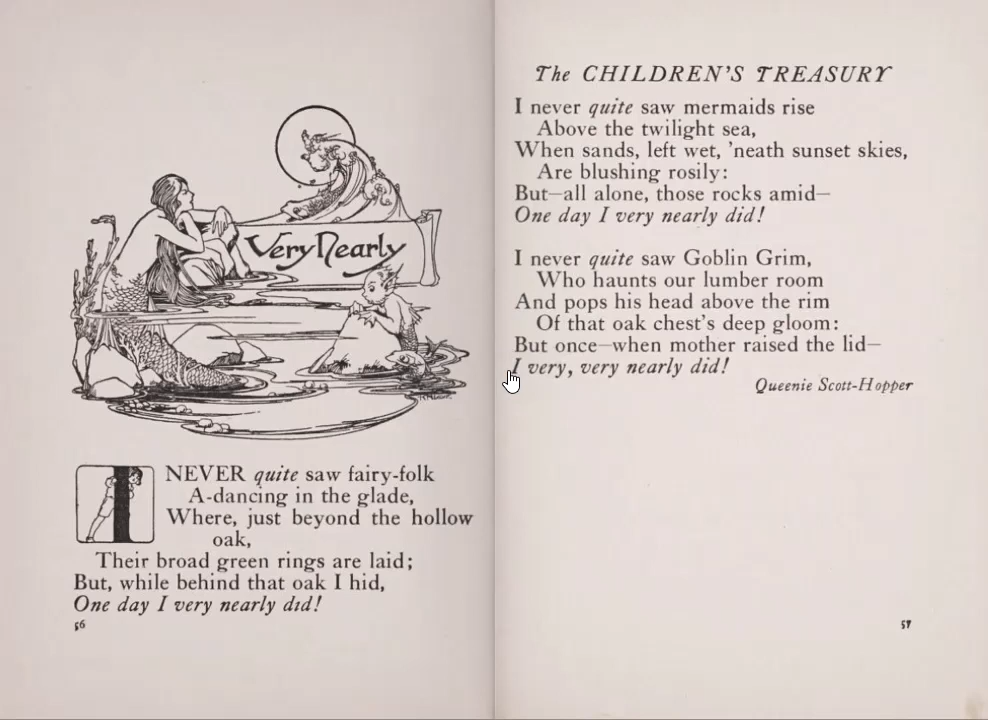 Very Nearly
I NEVER quite saw fairy-folk
A-dancing in the glade,
Where, just beyond the hollow
oak,
Their broad green rings are laid;
But, while behind that oak I hid,
One day I very nearly did!
56
The CHILDREN'S TREASURY
I never quite saw mermaids rise
Above the twilight sea,
When sands, left wet, 'neath sunset skies,
Are blushing rosily:
But—all alone, those rocks amid—
One day I very nearly did!
I never quite saw Goblin Grim,
Who haunts our lumber room
And pops his head above the rim
Of that oak chest's deep gloom:
But once—when mother raised the lid—
I very, very nearly did!
Queenie Scott-Hopper
57